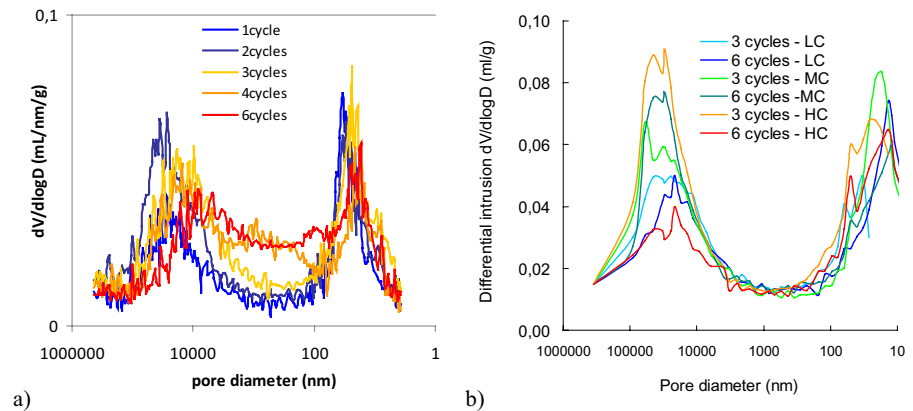 0,1
dV/dlogD (mL/nm/g)
1cycle
2cycles
3cycles
4cycles
6cycles
0
1000000
10000
100
1
pore diameter (nm)
a)
b)
Differential intrusion dV/dlogD (ml/g)
0,10
0,08
0,06
0,04
0,02
0,00
3 cycles - LC
6 cycles - LC
3 cycles - MC
6 cycles -MC
3 cycles - HC
6 cycles - HC
1000000
100000
10000
1000
100
10
Pore diameter (nm)